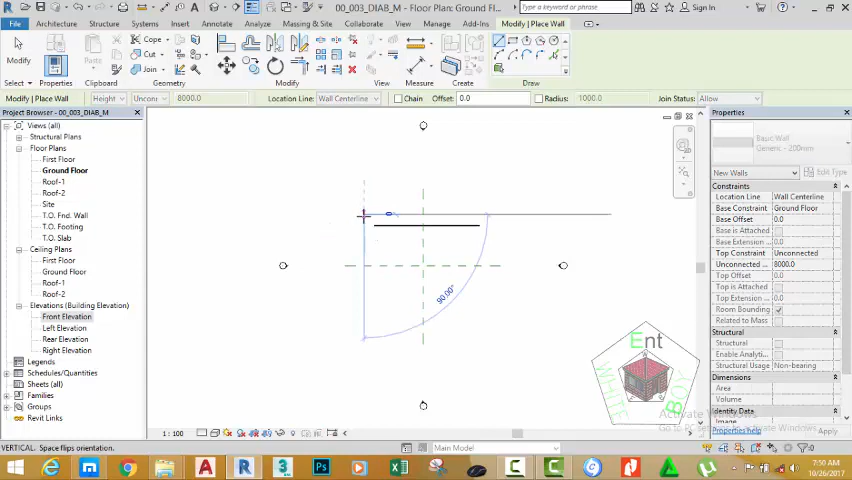 00_003_DIAB_M - Floor Plan: Ground Fl...
Sign In
File
Architecture
Structure
Systems
Insert
Annotate
Analyze
Massing & Site
Collaborate
View
Manage
Add-Ins
Modify | Place Wall
Modify
Paste
Cope
Cut
Join
Select
Properties
Clipboard
Geometry
Modify
View
Measure
Create
Draw
Modify | Place Wall
Height
Uncon:
8000.0
Location Line:
Wall Centerline
Chain
Offset:
0.0
Radius
1000.0
Join Status:
Allow
Project Browser - 00_003_DIAB_M
Views (all)
Structural Plans
Floor Plans
First Floor
Ground Floor
Roof-1
Roof-2
Site
T.O. Fnd. Wall
T.O. Footing
T.O. Slab
Ceiling Plans
First Floor
Ground Floor
Roof-1
Roof-2
Elevations (Building Elevation)
Front Elevation
Left Elevation
Rear Elevation
Right Elevation
Legends
Schedules/Quantities
Sheets (all)
Families
Groups
Revit Links
0
90.00°
Properties
Basic Wall
Generic - 200mm
New Walls
Edit Type
Constraints
Location Line
Wall Centerline
Base Constraint
Ground Floor
Base Offset
0.0
Base is Attached
Base Extension ...
0.0
Top Constraint
Unconnected
Unconnected ...
8000.0
Top Offset
0.0
Top is Attached
Top Extension ...
0.0
Room Bounding
Related to Mass
Structural
Structural
Enable Analyti...
Structural Usage
Non-bearing
Dimensions
Area
Volume
Identity Data
Image
Properties help
Apply
Ent
WHITE
BOY
Activate Windows
Go to PC settings to activate Windows.
1 : 100
VERTICAL. Space flips orientation.
Main Model
:0
7:50 AM
10/26/2017